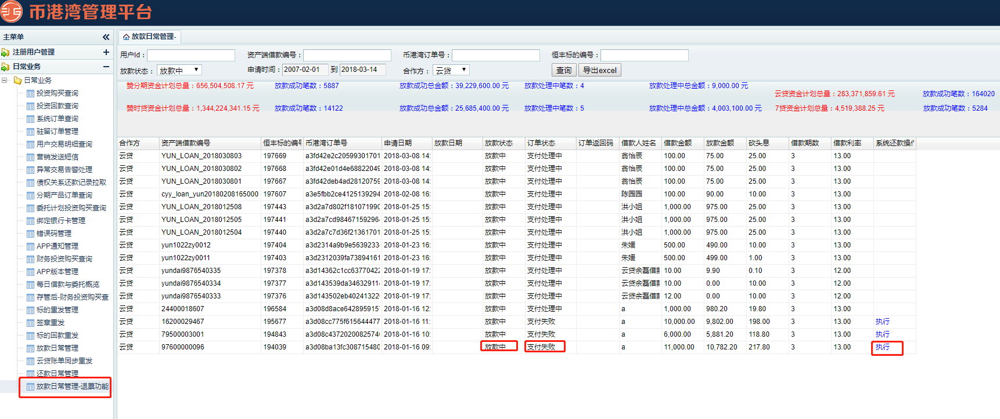 币港湾管理平台
主菜单
注册用户管理
日常业务
日常业务
投资购买查询
投资回款查询
系统订单查询
驻留订单管理
用户交易明细查询
营销发送短信
异常交易告警处理
债权关系还款记录拉取
分期产品订单查询
委托计划投资购买查询
绑定银行卡管理
错误码管理
APP通知管理
财务投资购买查询
APP版本管理
每日借款与委托概览
存管后-财务投资购买查
标的重发管理
签章重发
标的回款重发
放款日常管理
云贷账单同步重发
还款日常管理
放款日常管理-退票功能
放款日常管理-
用户Id： 资产端借款编号： 币港湾订单号： 恒丰标的编号：
放款状态： 放款中 申请时间： 2007-02-01 到 2018-03-14 合作方： 云贷 查询 导出excel
赞分期资金计划总量：656,504,508.17 元 放款成功笔数：5887 放款成功总金额：39,229,600.00 元 放款处理中笔数：4 放款处理中总金额：9,000.00 元
云贷资金计划总量：283,371,859.61 元 放款成功笔数：164020
赞时贷资金计划总量：1,344,224,341.15 元 放款成功笔数：14122 放款成功总金额：25,685,400.00 元 放款处理中笔数：5 放款处理中总金额：4,003,100.00 元 7贷资金计划总量：4,519,388.25 元 放款成功笔数：5284
合作方 资产端借款编号 恒丰标的编号 币港湾订单号 申请日期 放款日期 放款状态 订单状态 订单返回码 借款人姓名 借款金额 放款金额 砍头息 借款期数 借款利率 系统还款操作
云贷 YUN_LOAN_2018030803 197669 a3fd42e2c20599301701 2018-03-08 14: 放款中 支付处理中 翁怡辰 100.00 75.00 25.00 3 13.00
云贷 YUN_LOAN_2018030802 197668 a3fd42e01d4e68822049 2018-03-08 14: 放款中 支付处理中 翁怡辰 100.00 75.00 25.00 3 13.00
云贷 YUN_LOAN_2018030801 197667 a3fd42deb4ad28120759 2018-03-08 14: 放款中 支付处理中 翁怡辰 100.00 75.00 25.00 3 13.00
云贷 cyy_loan_yun20180208165000 197607 a3e5fbb2ce4125139294 2018-02-08 16: 放款中 支付处理中 陈园园 100.00 90.00 10.00 3 13.00
云贷 YUN_LOAN_2018012508 197443 a3d2a7d802f181071990 2018-01-25 15: 放款中 支付处理中 洪小姐 1,000.00 975.00 25.00 3 13.00
云贷 YUN_LOAN_2018012505 197441 a3d2a7cd984671592964 2018-01-25 15: 放款中 支付处理中 洪小姐 1,000.00 975.00 25.00 3 13.00
云贷 YUN_LOAN_2018012504 197440 a3d2a7c7d36f21361701 2018-01-25 15: 放款中 支付处理中 洪小姐 1,000.00 975.00 25.00 3 13.00
云贷 yun1022zy0012 197404 a3d2314a9b9e5639233 2018-01-23 16: 放款中 支付处理中 朱媛 500.00 490.00 10.00 3 13.00
云贷 yun1022zy0011 197403 a3d2312039fa73894161 2018-01-23 16: 放款中 支付处理中 朱媛 500.00 499.00 1.00 3 13.00
云贷 yundai9876540335 197378 a3d14362c1cc63770422 2018-01-19 17: 放款中 支付处理中 云贷余磊借款 10.00 9.90 0.10 3 12.00
云贷 yundai9876540334 197377 a3d143539da34632911 2018-01-19 17: 放款中 支付处理中 云贷余磊借款 10.00 0.00 10.00 3 12.00
云贷 yundai9876540333 197376 a3d143502eb40241322 2018-01-19 17: 放款中 支付处理中 云贷余磊借款 12.00 0.00 10.00 3 12.00
云贷 24400018607 196584 a3d08d8ace642895915 2018-01-16 12: 放款中 支付处理中 a 1,000.00 980.20 19.80 3 13.00
云贷 16200029467 195677 a3d08cc775f615644477 2018-01-16 11: 放款中 支付失败 a 10,000.00 9,802.00 198.00 3 13.00 执行
云贷 79500003001 194843 a3d08c4372020082574 2018-01-16 10: 放款中 支付失败 a 6,000.00 5,881.20 118.80 3 13.00 执行
云贷 97600000096 194039 a3d08ba13fc308715480 2018-01-16 09: 放款中 支付失败 a 11,000.00 10,782.20 217.80 3 13.00 执行